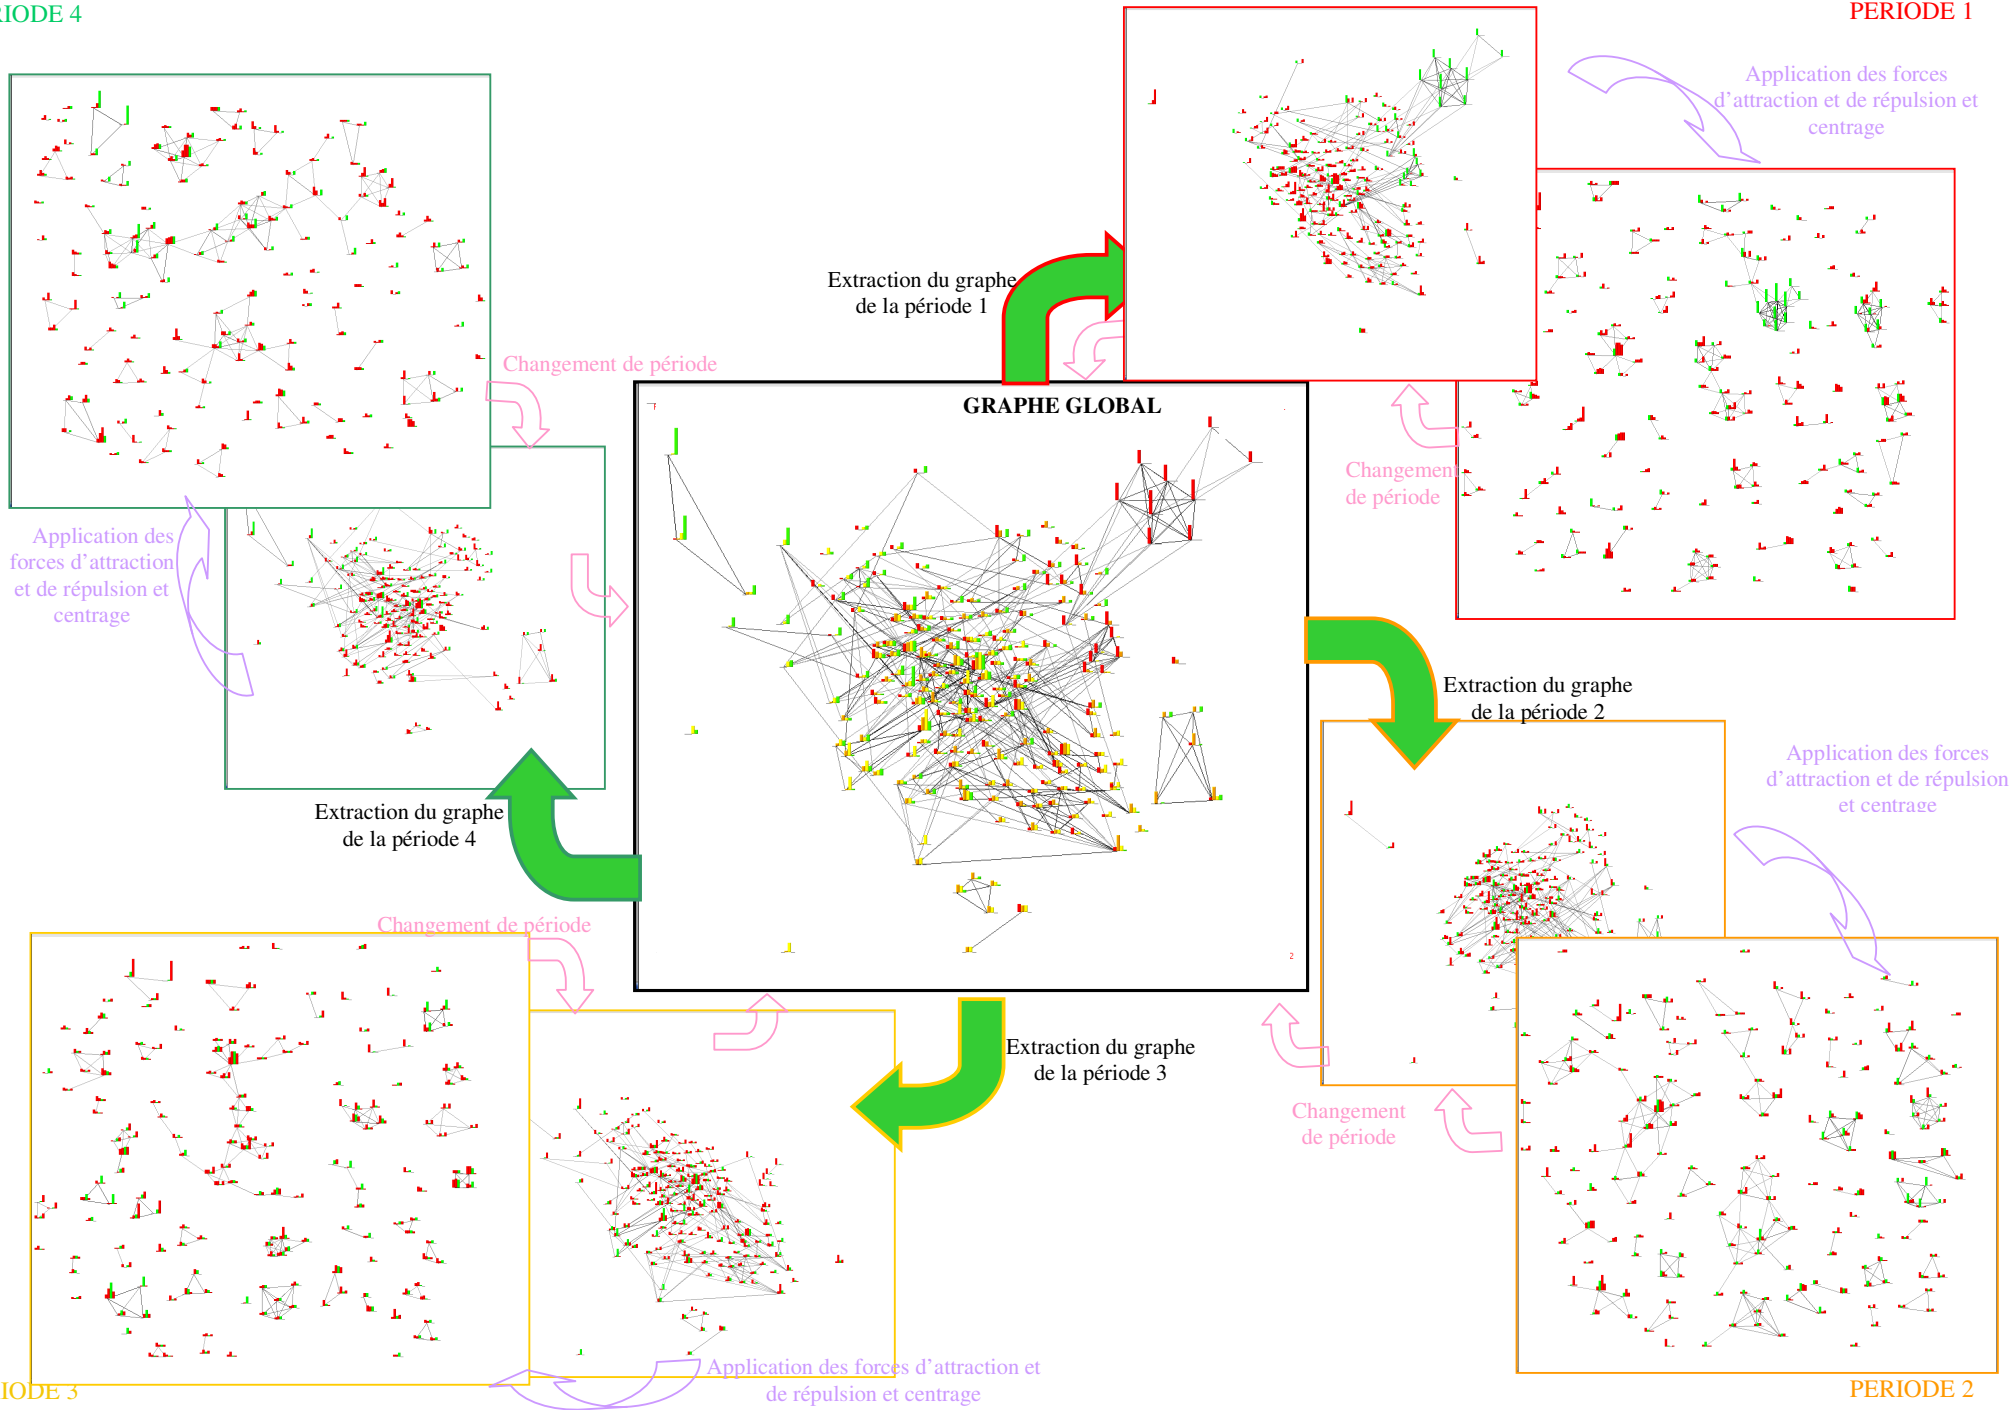 RIODE 4
PERIODE 1
Application des forces
d'attraction et de répulsion et
centrage
Extraction du graphe
de la période 1
Changement de période
GRAPHE GLOBAL
Changement
de période
Application des
forces d'attraction
et de répulsion et
centrage
Extraction du graphe
de la période 2
Application des forces
d'attraction et de répulsion
et centrage
Extraction du graphe
de la période 4
Changement de période
2
Extraction du graphe
de la période 3
Changement
de période
Application des forces d'attraction et
de répulsion et centrage
IODE 3
PERIODE 2